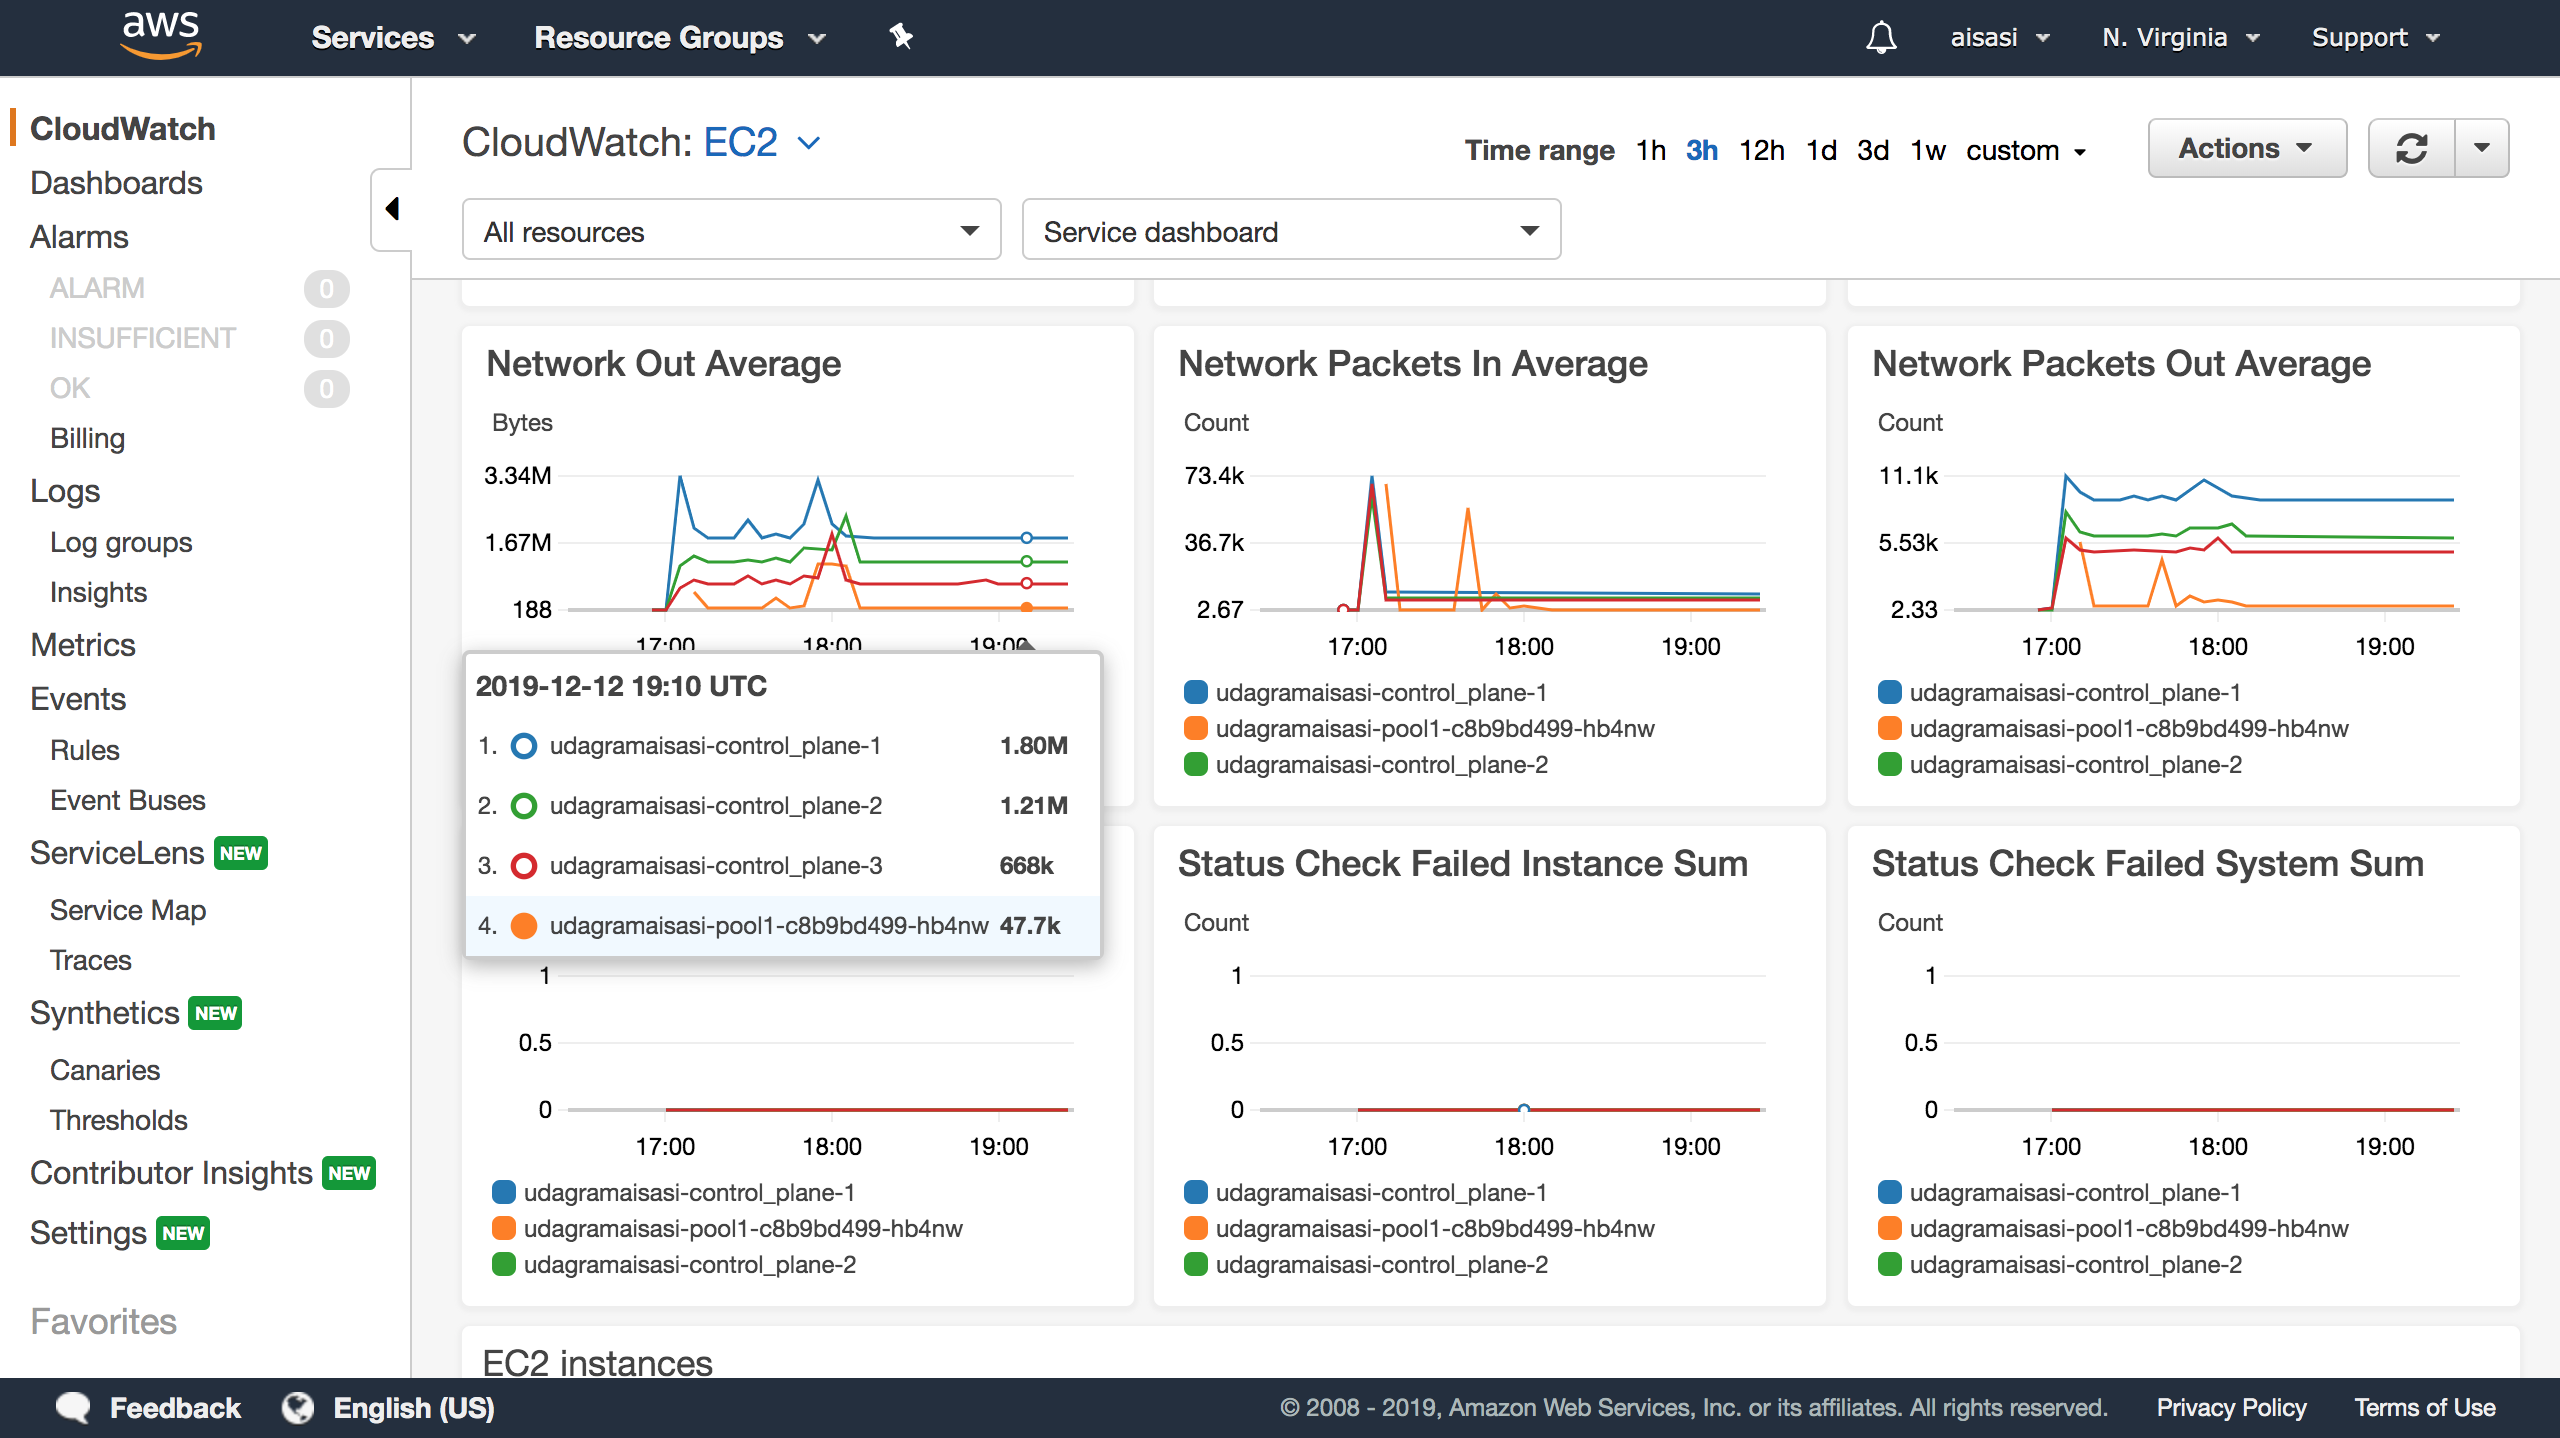 aws Services Resource Groups aisasi N. Virginia Support
CloudWatch
Dashboards
Alarms
ALARM 0
INSUFFICIENT 0
OK 0
Billing
Logs
Log groups
Insights
Metrics
Events
Rules
Event Buses
ServiceLens NEW
Service Map
Traces
Synthetics NEW
Canaries
Thresholds
Contributor Insights NEW
Settings NEW
Favorites
CloudWatch: EC2
Time range 1h 3h 12h 1d 3d 1w custom Actions
All resources Service dashboard
Network Out Average
Bytes
3.34M
1.67M
188
17:00 18:00 19:00
2019-12-12 19:10 UTC
1. udagramaisasi-control_plane-1 1.80M
2. udagramaisasi-control_plane-2 1.21M
3. udagramaisasi-control_plane-3 668k
4. udagramaisasi-pool1-c8b9bd499-hb4nw 47.7k
Network Packets In Average
Count
73.4k
36.7k
2.67
17:00 18:00 19:00
udagramaisasi-control_plane-1
udagramaisasi-pool1-c8b9bd499-hb4nw
udagramaisasi-control_plane-2
Network Packets Out Average
Count
11.1k
5.53k
2.33
17:00 18:00 19:00
udagramaisasi-control_plane-1
udagramaisasi-pool1-c8b9bd499-hb4nw
udagramaisasi-control_plane-2
1
0.5
0
17:00 18:00 19:00
udagramaisasi-control_plane-1
udagramaisasi-pool1-c8b9bd499-hb4nw
udagramaisasi-control_plane-2
Status Check Failed Instance Sum
Count
1
0.5
0
17:00 18:00 19:00
udagramaisasi-control_plane-1
udagramaisasi-pool1-c8b9bd499-hb4nw
udagramaisasi-control_plane-2
Status Check Failed System Sum
Count
1
0.5
0
17:00 18:00 19:00
udagramaisasi-control_plane-1
udagramaisasi-pool1-c8b9bd499-hb4nw
udagramaisasi-control_plane-2
EC2 instances
Feedback English (US) © 2008 - 2019, Amazon Web Services, Inc. or its affiliates. All rights reserved. Privacy Policy Terms of Use